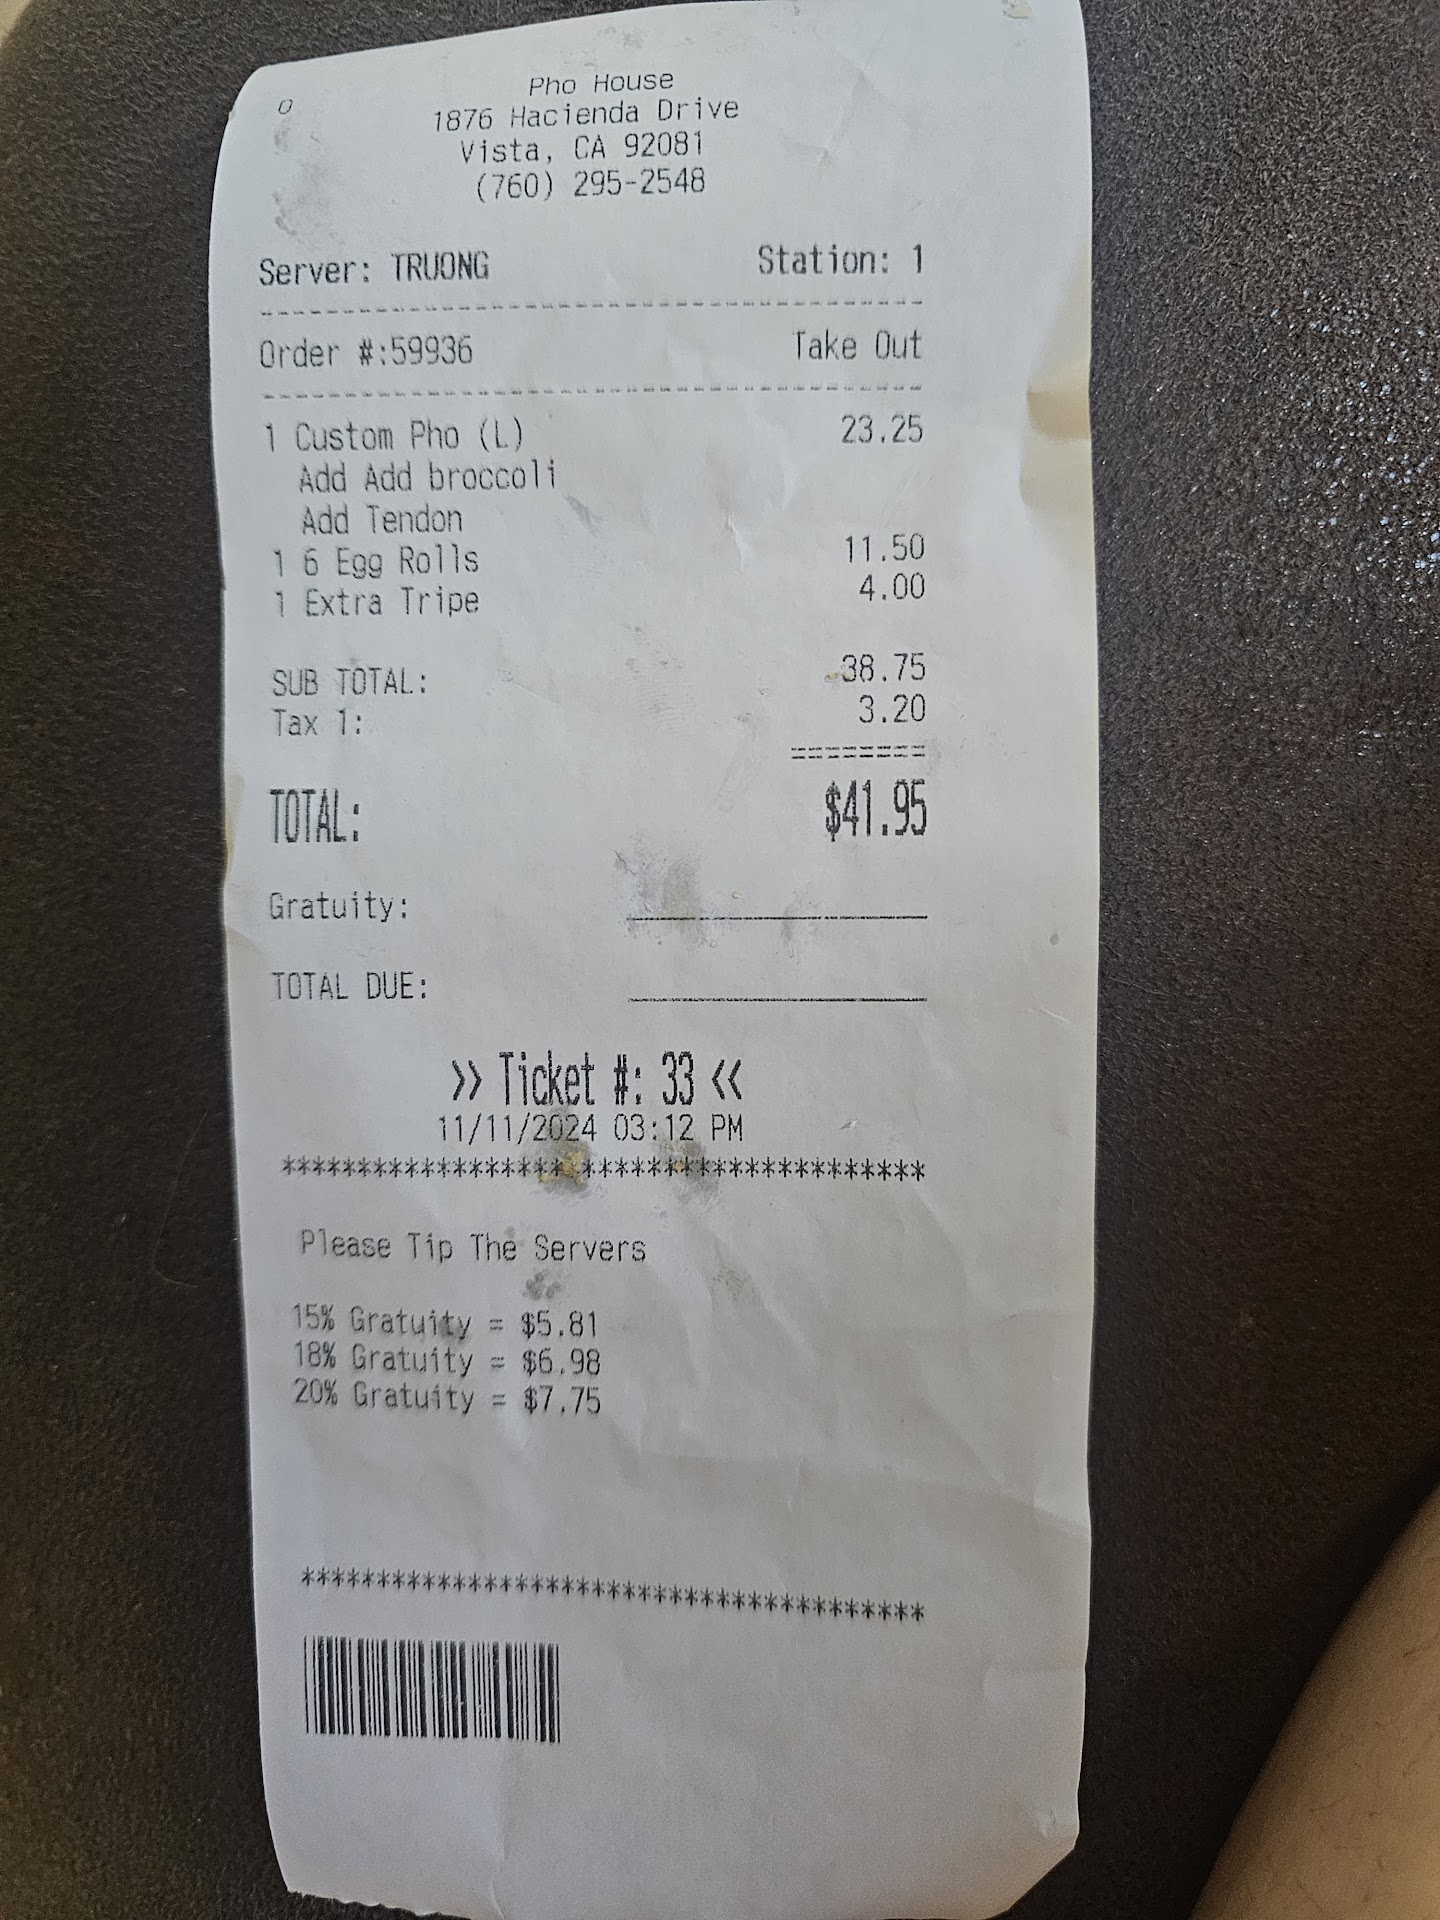 0
Pho House
1876 Hacienda Drive
Vista, CA 92081
(760) 295-2548
Server: TRUONG Station: 1
--------------------------------------------
Order #:59936 Take Out
--------------------------------------------
1 Custom Pho (L) 23.25
Add Add broccoli
Add Tendon
1 6 Egg Rolls 11.50
1 Extra Tripe 4.00
SUB TOTAL: 38.75
Tax 1: 3.20
========
TOTAL: $41.95
Gratuity:
TOTAL DUE:
>> Ticket #: 33 <<
11/11/2024 03:12 PM
******************************************
Please Tip The Servers
15% Gratuity = $5.81
18% Gratuity = $6.98
20% Gratuity = $7.75
******************************************